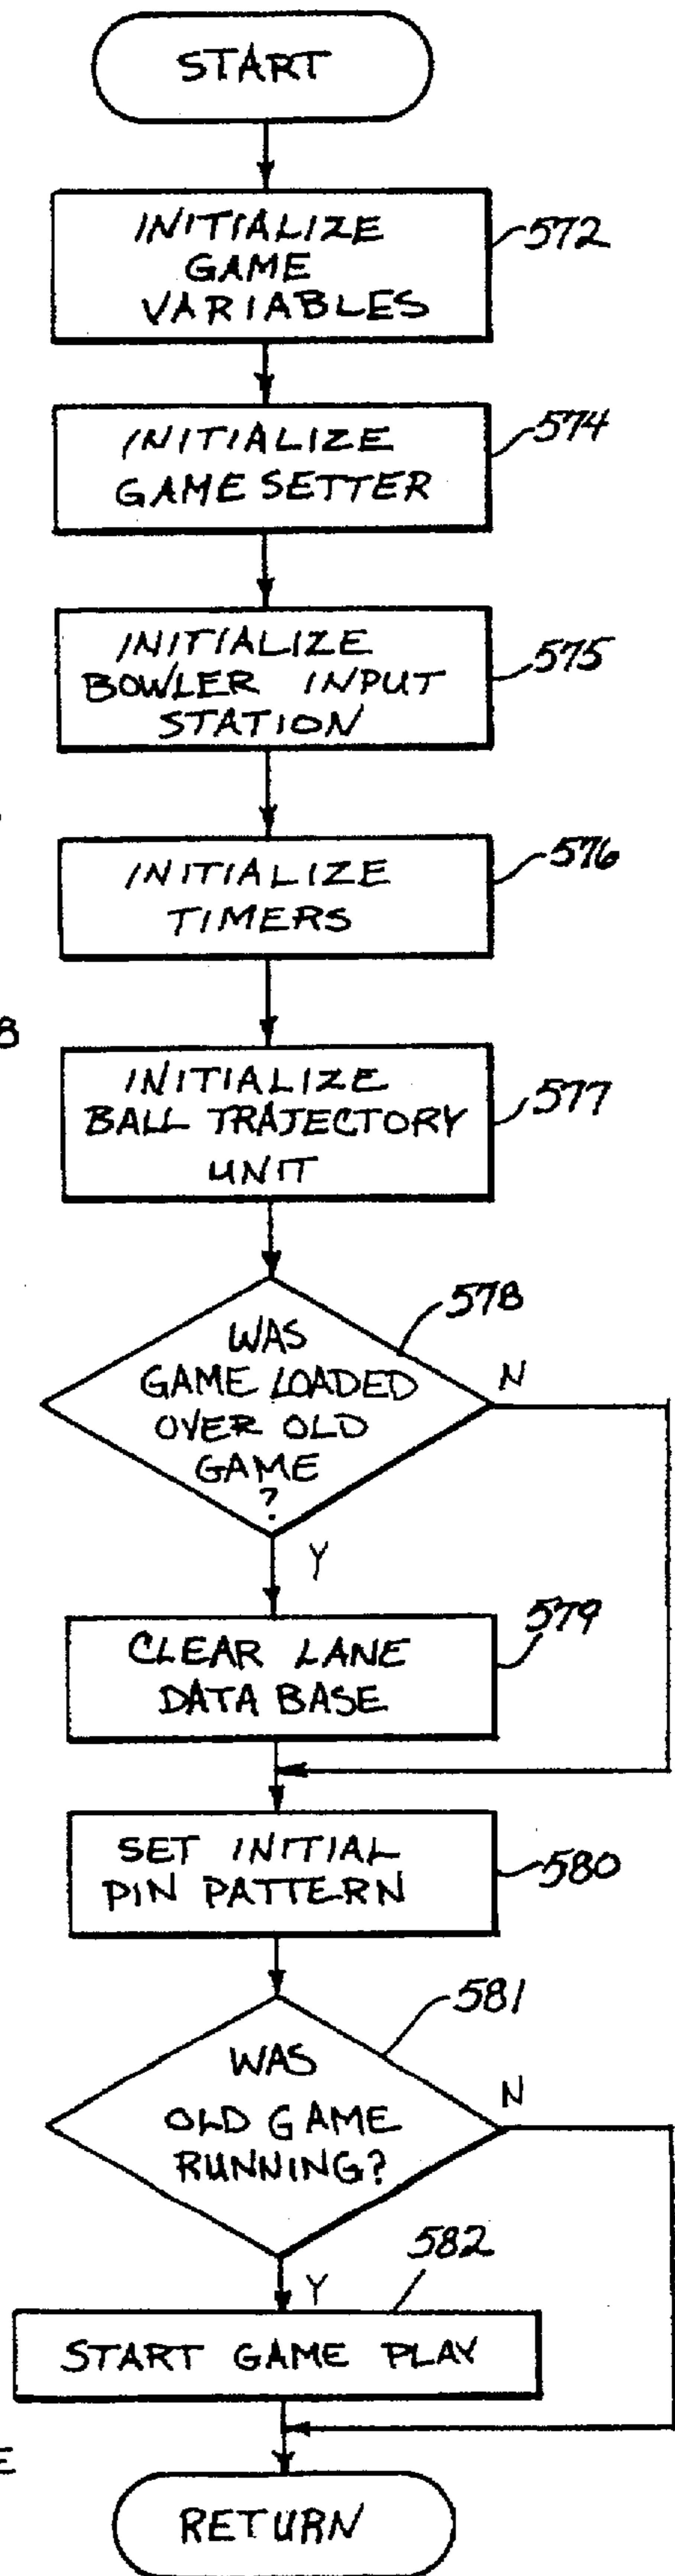 START
INITIALIZE
GAME
VARIABLES
572
INITIALIZE
GAME SETTER
574
INITIALIZE
BOWLER INPUT
STATION
575
INITIALIZE
TIMERS
576
B
INITIALIZE
BALL TRAJECTORY
UNIT
577
578
WAS
GAME LOADED
OVER OLD
GAME
?
N
Y
CLEAR LANE
DATA BASE
579
SET INITIAL
PIN PATTERN
580
581
WAS
OLD GAME
RUNNING?
N
Y
582
START GAME PLAY
E
RETURN